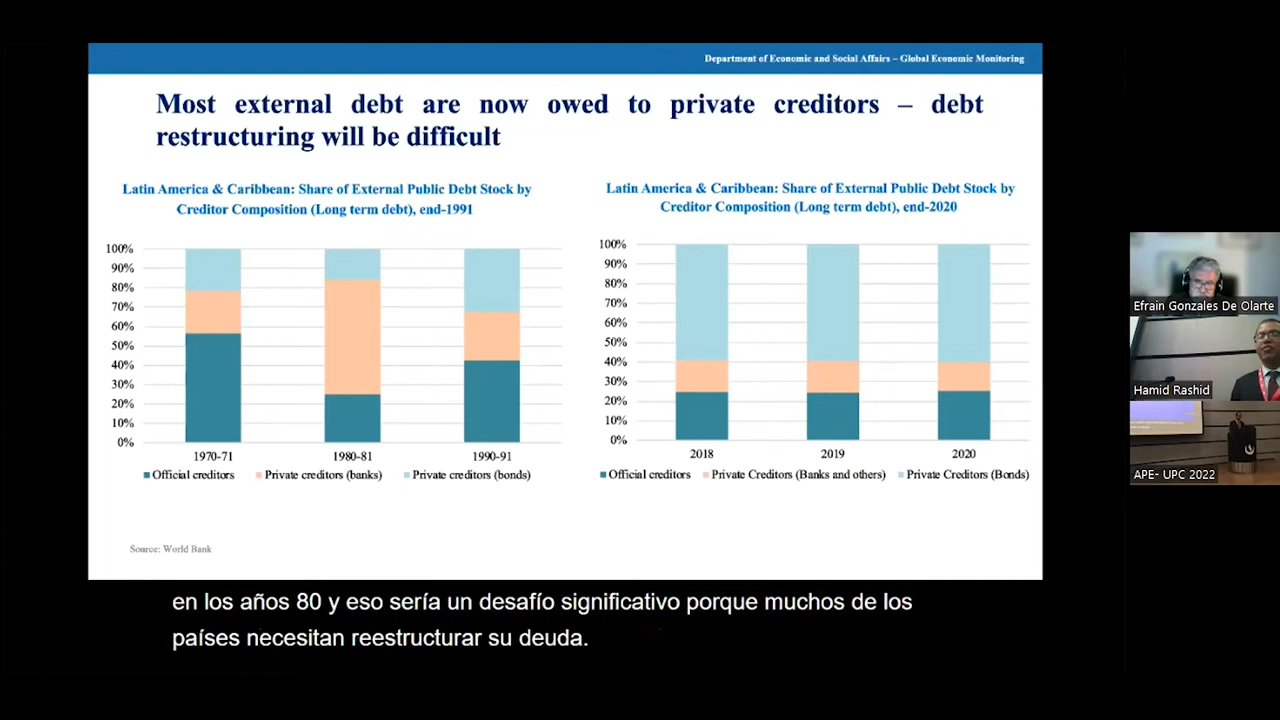 Department of Economic and Social Affairs – Global Economic Monitoring
Most external debt are now owed to private creditors – debt
restructuring will be difficult
Latin America & Caribbean: Share of External Public Debt Stock by
Creditor Composition (Long term debt), end-1991
100%
90%
80%
70%
60%
50%
40%
30%
20%
10%
0%
1970-71 1980-81 1990-91
Official creditors Private creditors (banks) Private creditors (bonds)
Latin America & Caribbean: Share of External Public Debt Stock by
Creditor Composition (Long term debt), end-2020
100%
90%
80%
70%
60%
50%
40%
30%
20%
10%
0%
2018 2019 2020
Official creditors Private Creditors (Banks and others) Private Creditors (Bonds)
Source: World Bank
Efrain Gonzales De Olarte
Hamid Rashid
APE- UPC 2022
en los años 80 y eso sería un desafío significativo porque muchos de los
países necesitan reestructurar su deuda.